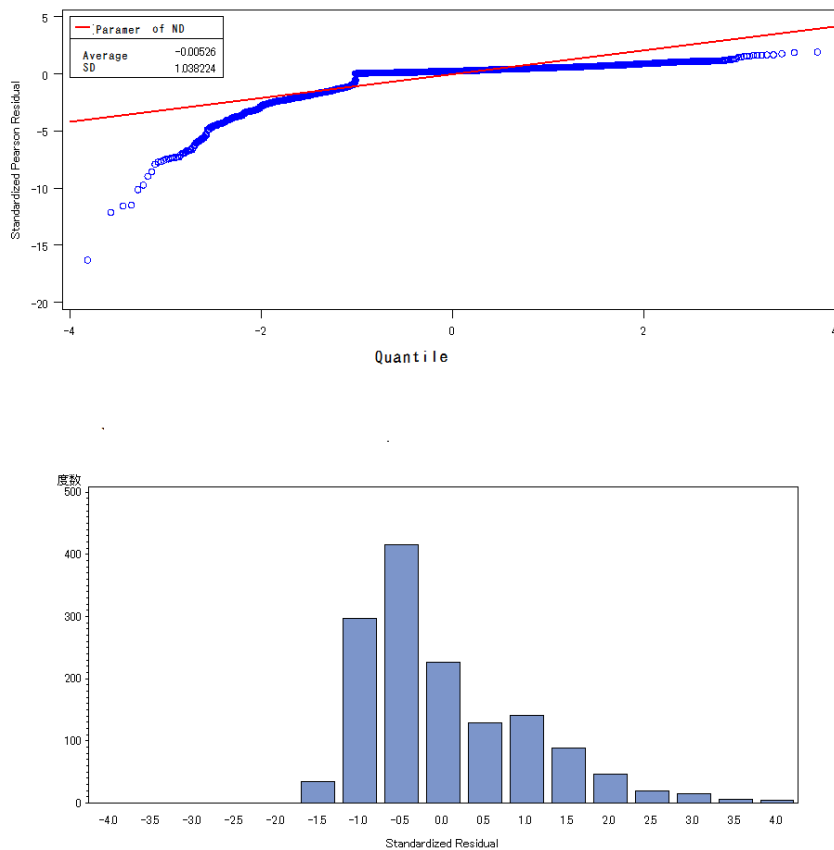 5
Paramer of ND
Average -0.00526
SD 1.038224
0
-5
-10
-15
-20
Standardized Pearson Residual
-4 -2 0 2 4
Quantile
度数
500
400
300
200
100
0
-4.0 -3.5 -3.0 -2.5 -2.0 -1.5 -1.0 -0.5 0.0 0.5 1.0 1.5 2.0 2.5 3.0 3.5 4.0
Standardized Residual